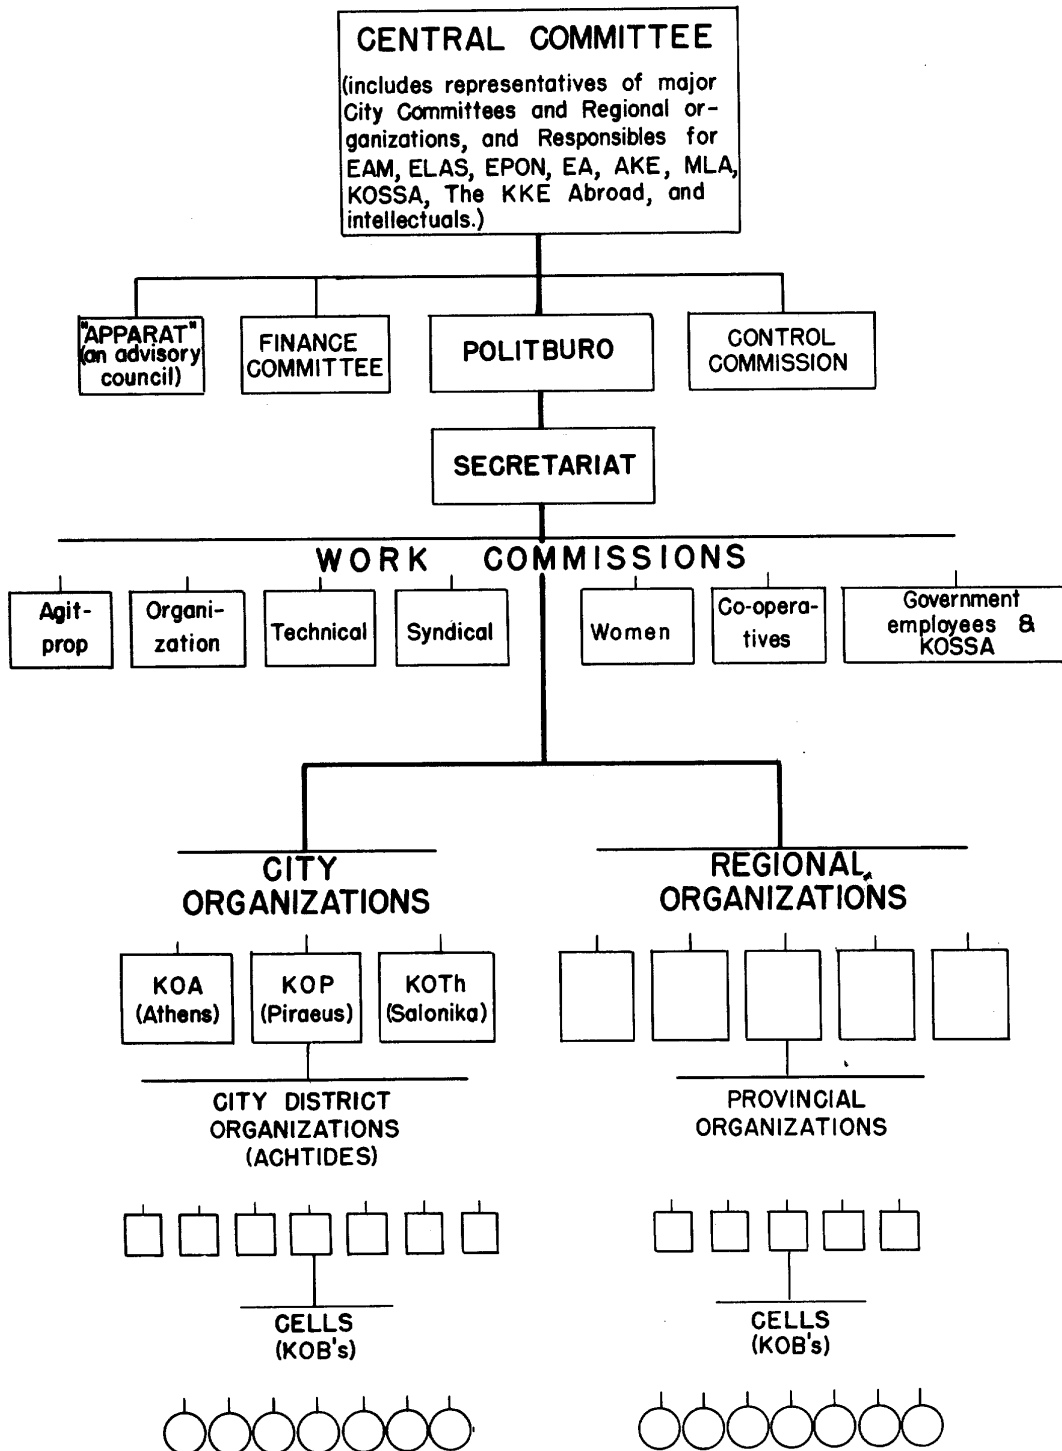 CENTRAL COMMITTEE
(includes representatives of major
City Committees and Regional or-
ganizations, and Responsibles for
EAM, ELAS, EPON, EA, AKE, MLA,
KOSSA, The KKE Abroad, and
intellectuals.)
"APPARAT"
(an advisory
council)
FINANCE
COMMITTEE
POLITBURO
CONTROL
COMMISSION
SECRETARIAT
WORK COMMISSIONS
Agit-
prop
Organi-
zation
Technical
Syndical
Women
Co-opera-
tives
Government
employees &
KOSSA
CITY
ORGANIZATIONS
REGIONAL
ORGANIZATIONS
KOA
(Athens)
KOP
(Piraeus)
KOTh
(Salonika)
CITY DISTRICT
ORGANIZATIONS
(ACHTIDES)
PROVINCIAL
ORGANIZATIONS
CELLS
(KOB's)
CELLS
(KOB's)